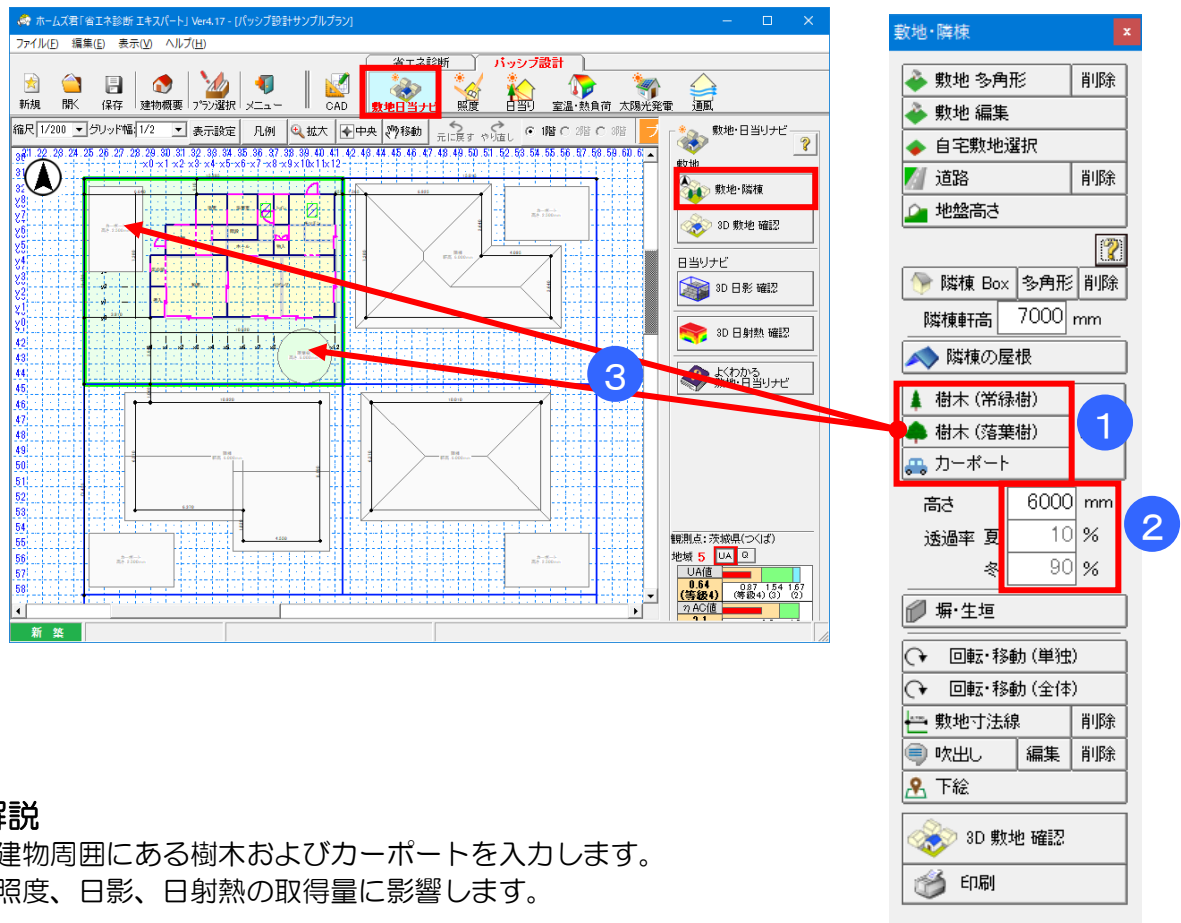 ホームズ君「省エネ診断 エキスパート」Ver4.17 - [パッシブ設計サンプルプラン]
ファイル(F) 編集(E) 表示(V) ヘルプ(H)
省エネ診断 パッシブ設計
新規 開く 保存 建物概要 プラン選択 メニュー CAD 敷地日当ナビ 照度 日当り 室温・熱負荷 太陽光発電 通風
縮尺 1/200 グリッド幅: 1/2 表示設定 凡例 拡大 中央 移動 元に戻す やり直し 1階 2階 3階
敷地・日当りナビ
?
敷地
敷地・隣棟
3D 敷地 確認
日当りナビ
3D 日影 確認
3D 日射熱 確認
よくわかる
敷地・日当りナビ
観測点: 茨城県(つくば)
地域 5 UA Q
UA値
0.64
(等級4)
0.87 1.54 1.67
(等級4) (3) (2)
ηAC値
2.1
新 築
3
敷地・隣棟
x
敷地 多角形 削除
敷地 編集
自宅敷地選択
道路 削除
地盤高さ
?
隣棟 Box 多角形 削除
隣棟軒高 7000 mm
隣棟の屋根
樹木 (常緑樹)
樹木 (落葉樹)
カーポート
1
高さ 6000 mm
透過率 夏 10 %
冬 90 %
2
塀・生垣
回転・移動 (単独)
回転・移動 (全体)
敷地寸法線 削除
吹出し 編集 削除
下絵
3D 敷地 確認
印刷
解説
建物周囲にある樹木およびカーポートを入力します。
照度、日影、日射熱の取得量に影響します。